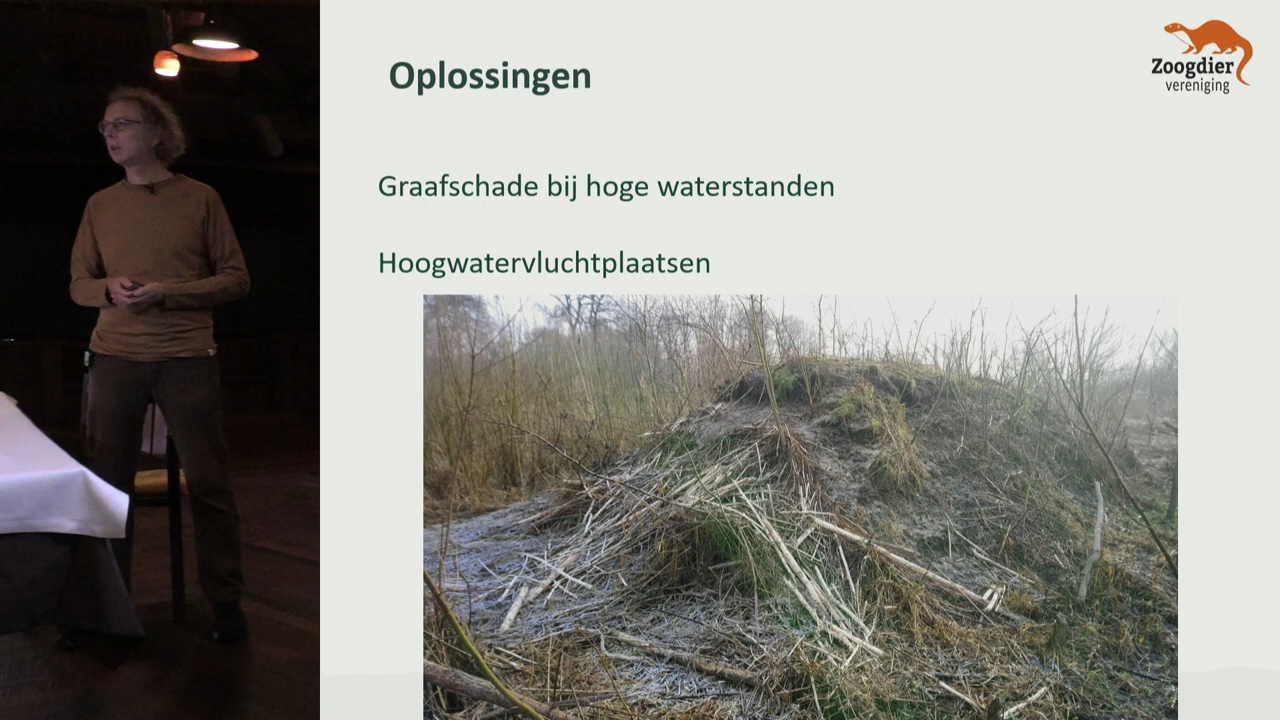 Oplossingen
Zoogdier
vereniging
Graafschade bij hoge waterstanden
Hoogwatervluchtplaatsen